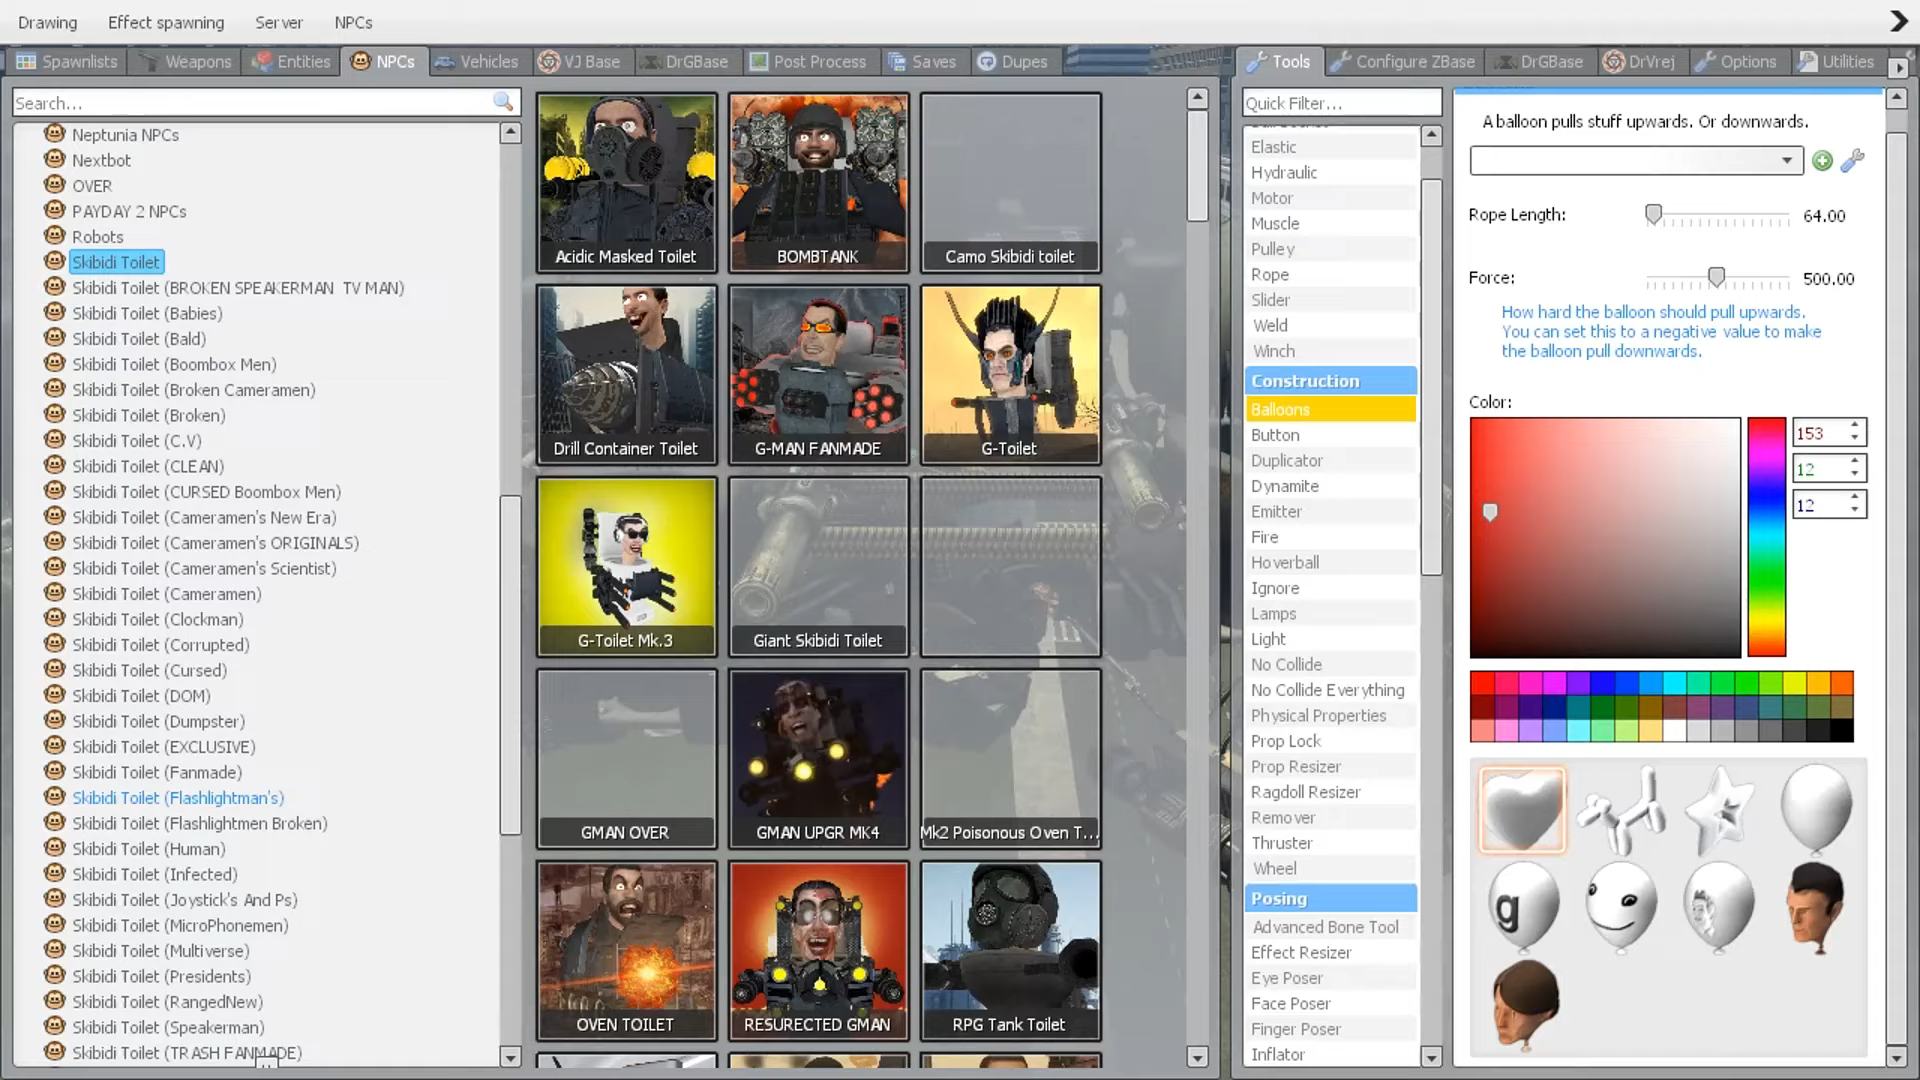 Drawing
Effect spawning
Server
NPCs
Spawnlists
Weapons
Entities
NPCs
Vehicles
VJ Base
DrGBase
Post Process
Saves
Dupes
Search...
Neptunia NPCs
Nextbot
OVER
PAYDAY 2 NPCs
Robots
Skibidi Toilet
Skibidi Toilet (BROKEN SPEAKERMAN TV MAN)
Skibidi Toilet (Babies)
Skibidi Toilet (Bald)
Skibidi Toilet (Boombox Men)
Skibidi Toilet (Broken Cameramen)
Skibidi Toilet (Broken)
Skibidi Toilet (C.V)
Skibidi Toilet (CLEAN)
Skibidi Toilet (CURSED Boombox Men)
Skibidi Toilet (Cameramen's New Era)
Skibidi Toilet (Cameramen's ORIGINALS)
Skibidi Toilet (Cameramen's Scientist)
Skibidi Toilet (Cameramen)
Skibidi Toilet (Clockman)
Skibidi Toilet (Corrupted)
Skibidi Toilet (Cursed)
Skibidi Toilet (DOM)
Skibidi Toilet (Dumpster)
Skibidi Toilet (EXCLUSIVE)
Skibidi Toilet (Fanmade)
Skibidi Toilet (Flashlightman's)
Skibidi Toilet (Flashlightmen Broken)
Skibidi Toilet (Human)
Skibidi Toilet (Infected)
Skibidi Toilet (Joystick's And Ps)
Skibidi Toilet (MicroPhonemen)
Skibidi Toilet (Multiverse)
Skibidi Toilet (Presidents)
Skibidi Toilet (RangedNew)
Skibidi Toilet (Speakerman)
Skibidi Toilet (TRASH FANMADE)
Acidic Masked Toilet
BOMBTANK
Camo Skibidi toilet
Drill Container Toilet
G-MAN FANMADE
G-Toilet
G-Toilet Mk.3
Giant Skibidi Toilet
GMAN OVER
GMAN UPGR MK4
Mk2 Poisonous Oven T...
OVEN TOILET
RESURECTED GMAN
RPG Tank Toilet
Tools
Configure ZBase
DrGBase
DrVrej
Options
Utilities
Quick Filter...
Elastic
Hydraulic
Motor
Muscle
Pulley
Rope
Slider
Weld
Winch
Construction
Balloons
Button
Duplicator
Dynamite
Emitter
Fire
Hoverball
Ignore
Lamps
Light
No Collide
No Collide Everything
Physical Properties
Prop Lock
Prop Resizer
Ragdoll Resizer
Remover
Thruster
Wheel
Posing
Advanced Bone Tool
Effect Resizer
Eye Poser
Face Poser
Finger Poser
Inflator
A balloon pulls stuff upwards. Or downwards.
Rope Length:
64.00
Force:
500.00
How hard the balloon should pull upwards.
You can set this to a negative value to make
the balloon pull downwards.
Color:
153
12
12
g